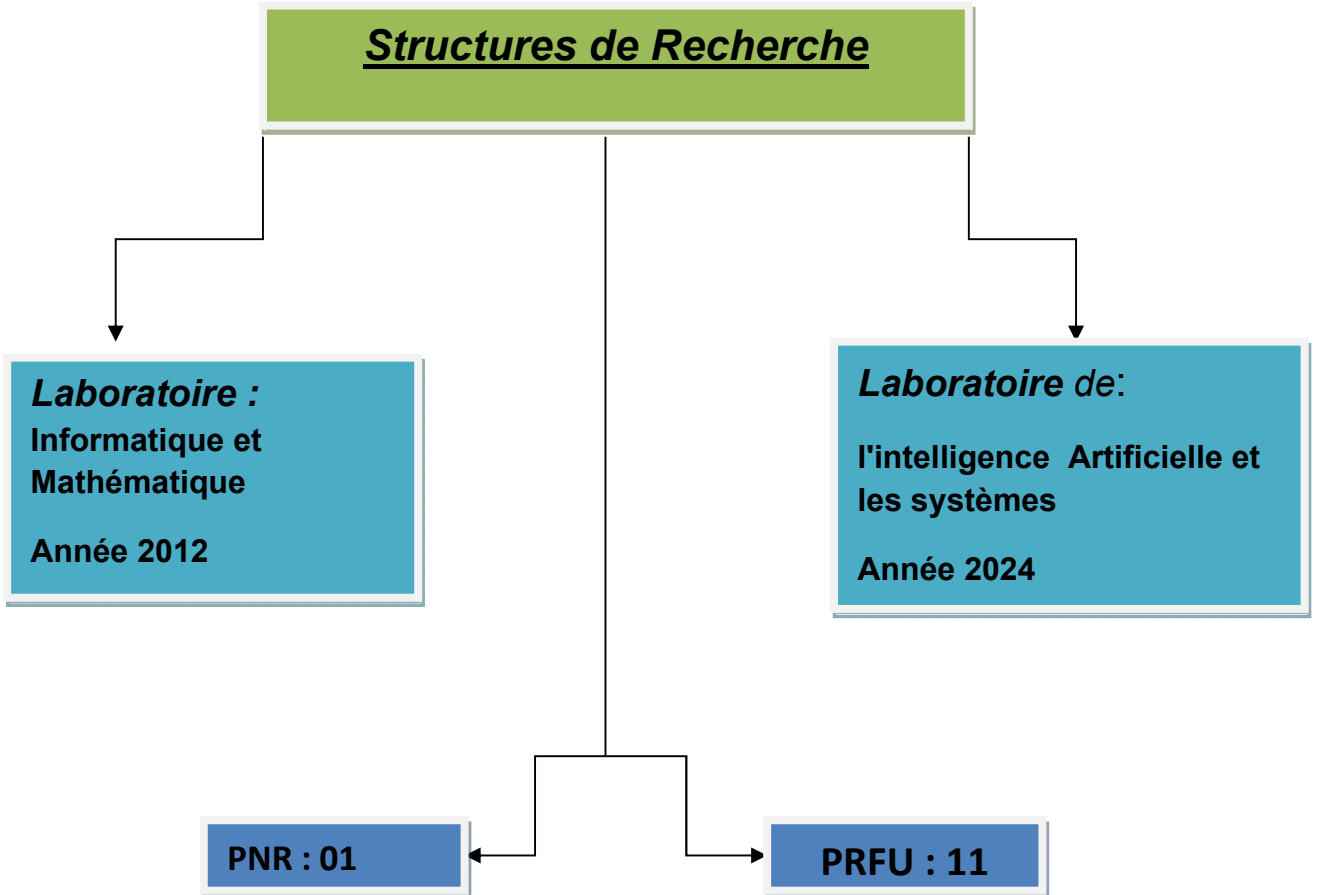 Structures de Recherche
Laboratoire :
Informatique et
Mathématique
Année 2012
Laboratoire de:
l'intelligence Artificielle et
les systèmes
Année 2024
PNR : 01
PRFU : 11